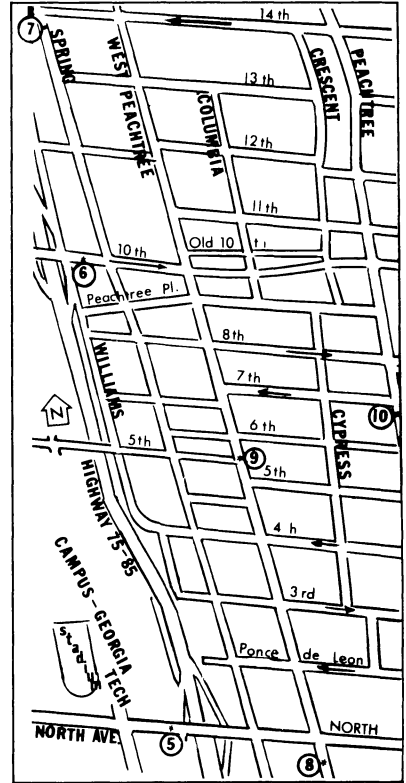 14th
7
SPRING
WEST PEACHTREE
CRESCENT
PEACHTREE
13th
COLUMBIA
12th
11th
Old 10 t
10th
6
Peachtree Pl.
8th
7th
WILLIAMS
10
N
6th
CYPRESS
5th
9
5th
HIGHWAY 75-85
4 h
3rd
CAMPUS-GEORGIA TECH
Stadium
Ponce de Leon
NORTH AVE.
5
NORTH
8